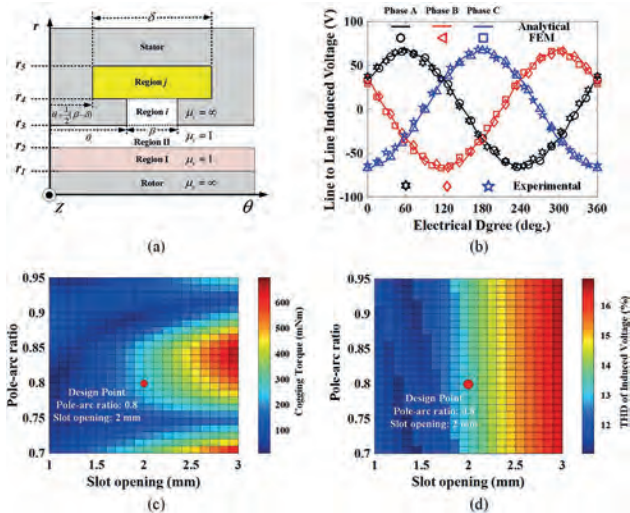 r
δ
Stator
r5
Region j
r4
θ+½(β−δ)
Region i
μr = ∞
r3
θ
β
μr = 1
Region II
r2
Region I
μr = 1
r1
Rotor
μr = ∞
Z
θ
(a)
Phase A Phase B Phase C
Analytical
FEM
Experimental
Line to Line Induced Voltage (V)
100
50
0
-50
-100
0 60 120 180 240 300 360
Electrical Dgree (deg.)
(b)
Pole-arc ratio
0.95
0.9
0.85
0.8
0.75
0.7
Design Point
Pole-arc ratio: 0.8
Slot opening: 2 mm
1 1.5 2 2.5 3
Slot opening (mm)
600
500
400
300
200
100
Cogging Torque (mNm)
(c)
Pole-arc ratio
0.95
0.9
0.85
0.8
0.75
0.7
Design Point
Pole-arc ratio: 0.8
Slot opening: 2 mm
1 1.5 2 2.5 3
Slot opening (mm)
16
15
14
13
12
THD of Induced Voltage (%)
(d)